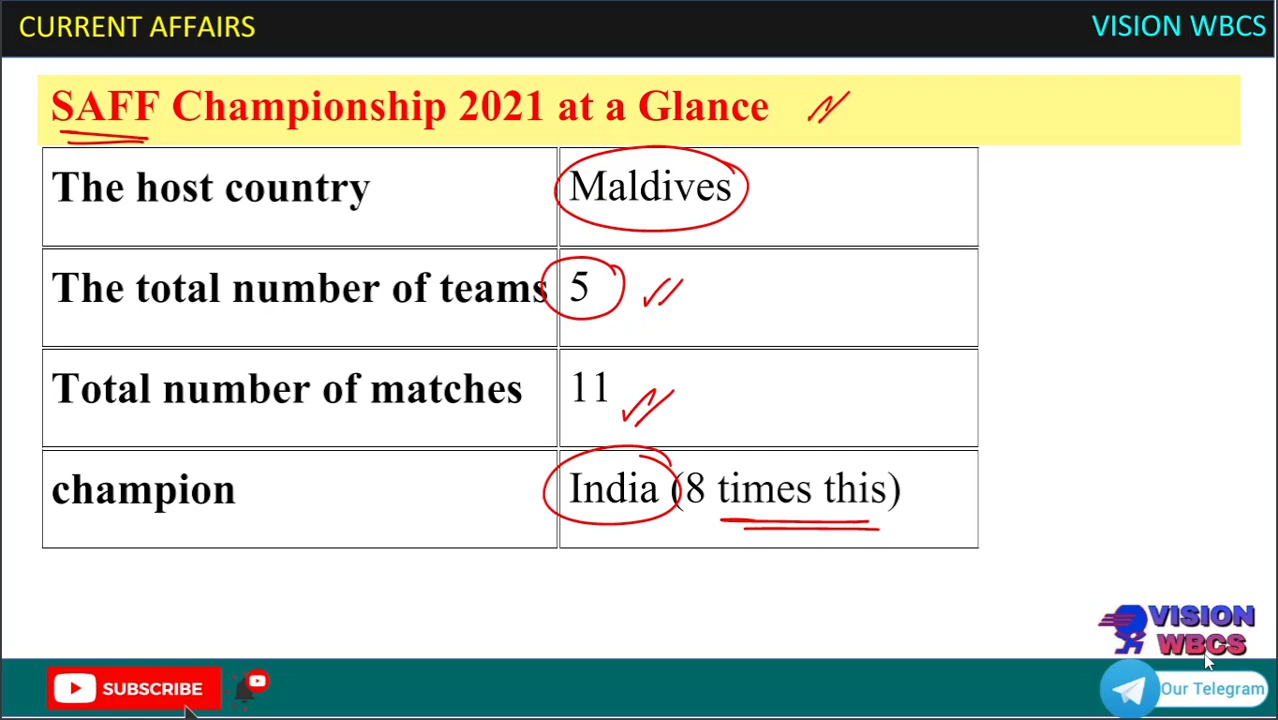 CURRENT AFFAIRS
VISION WBCS
SAFF Championship 2021 at a Glance
The host country Maldives
The total number of teams 5
Total number of matches 11
champion India (8 times this)
VISION
WBCS
SUBSCRIBE
Our Telegram